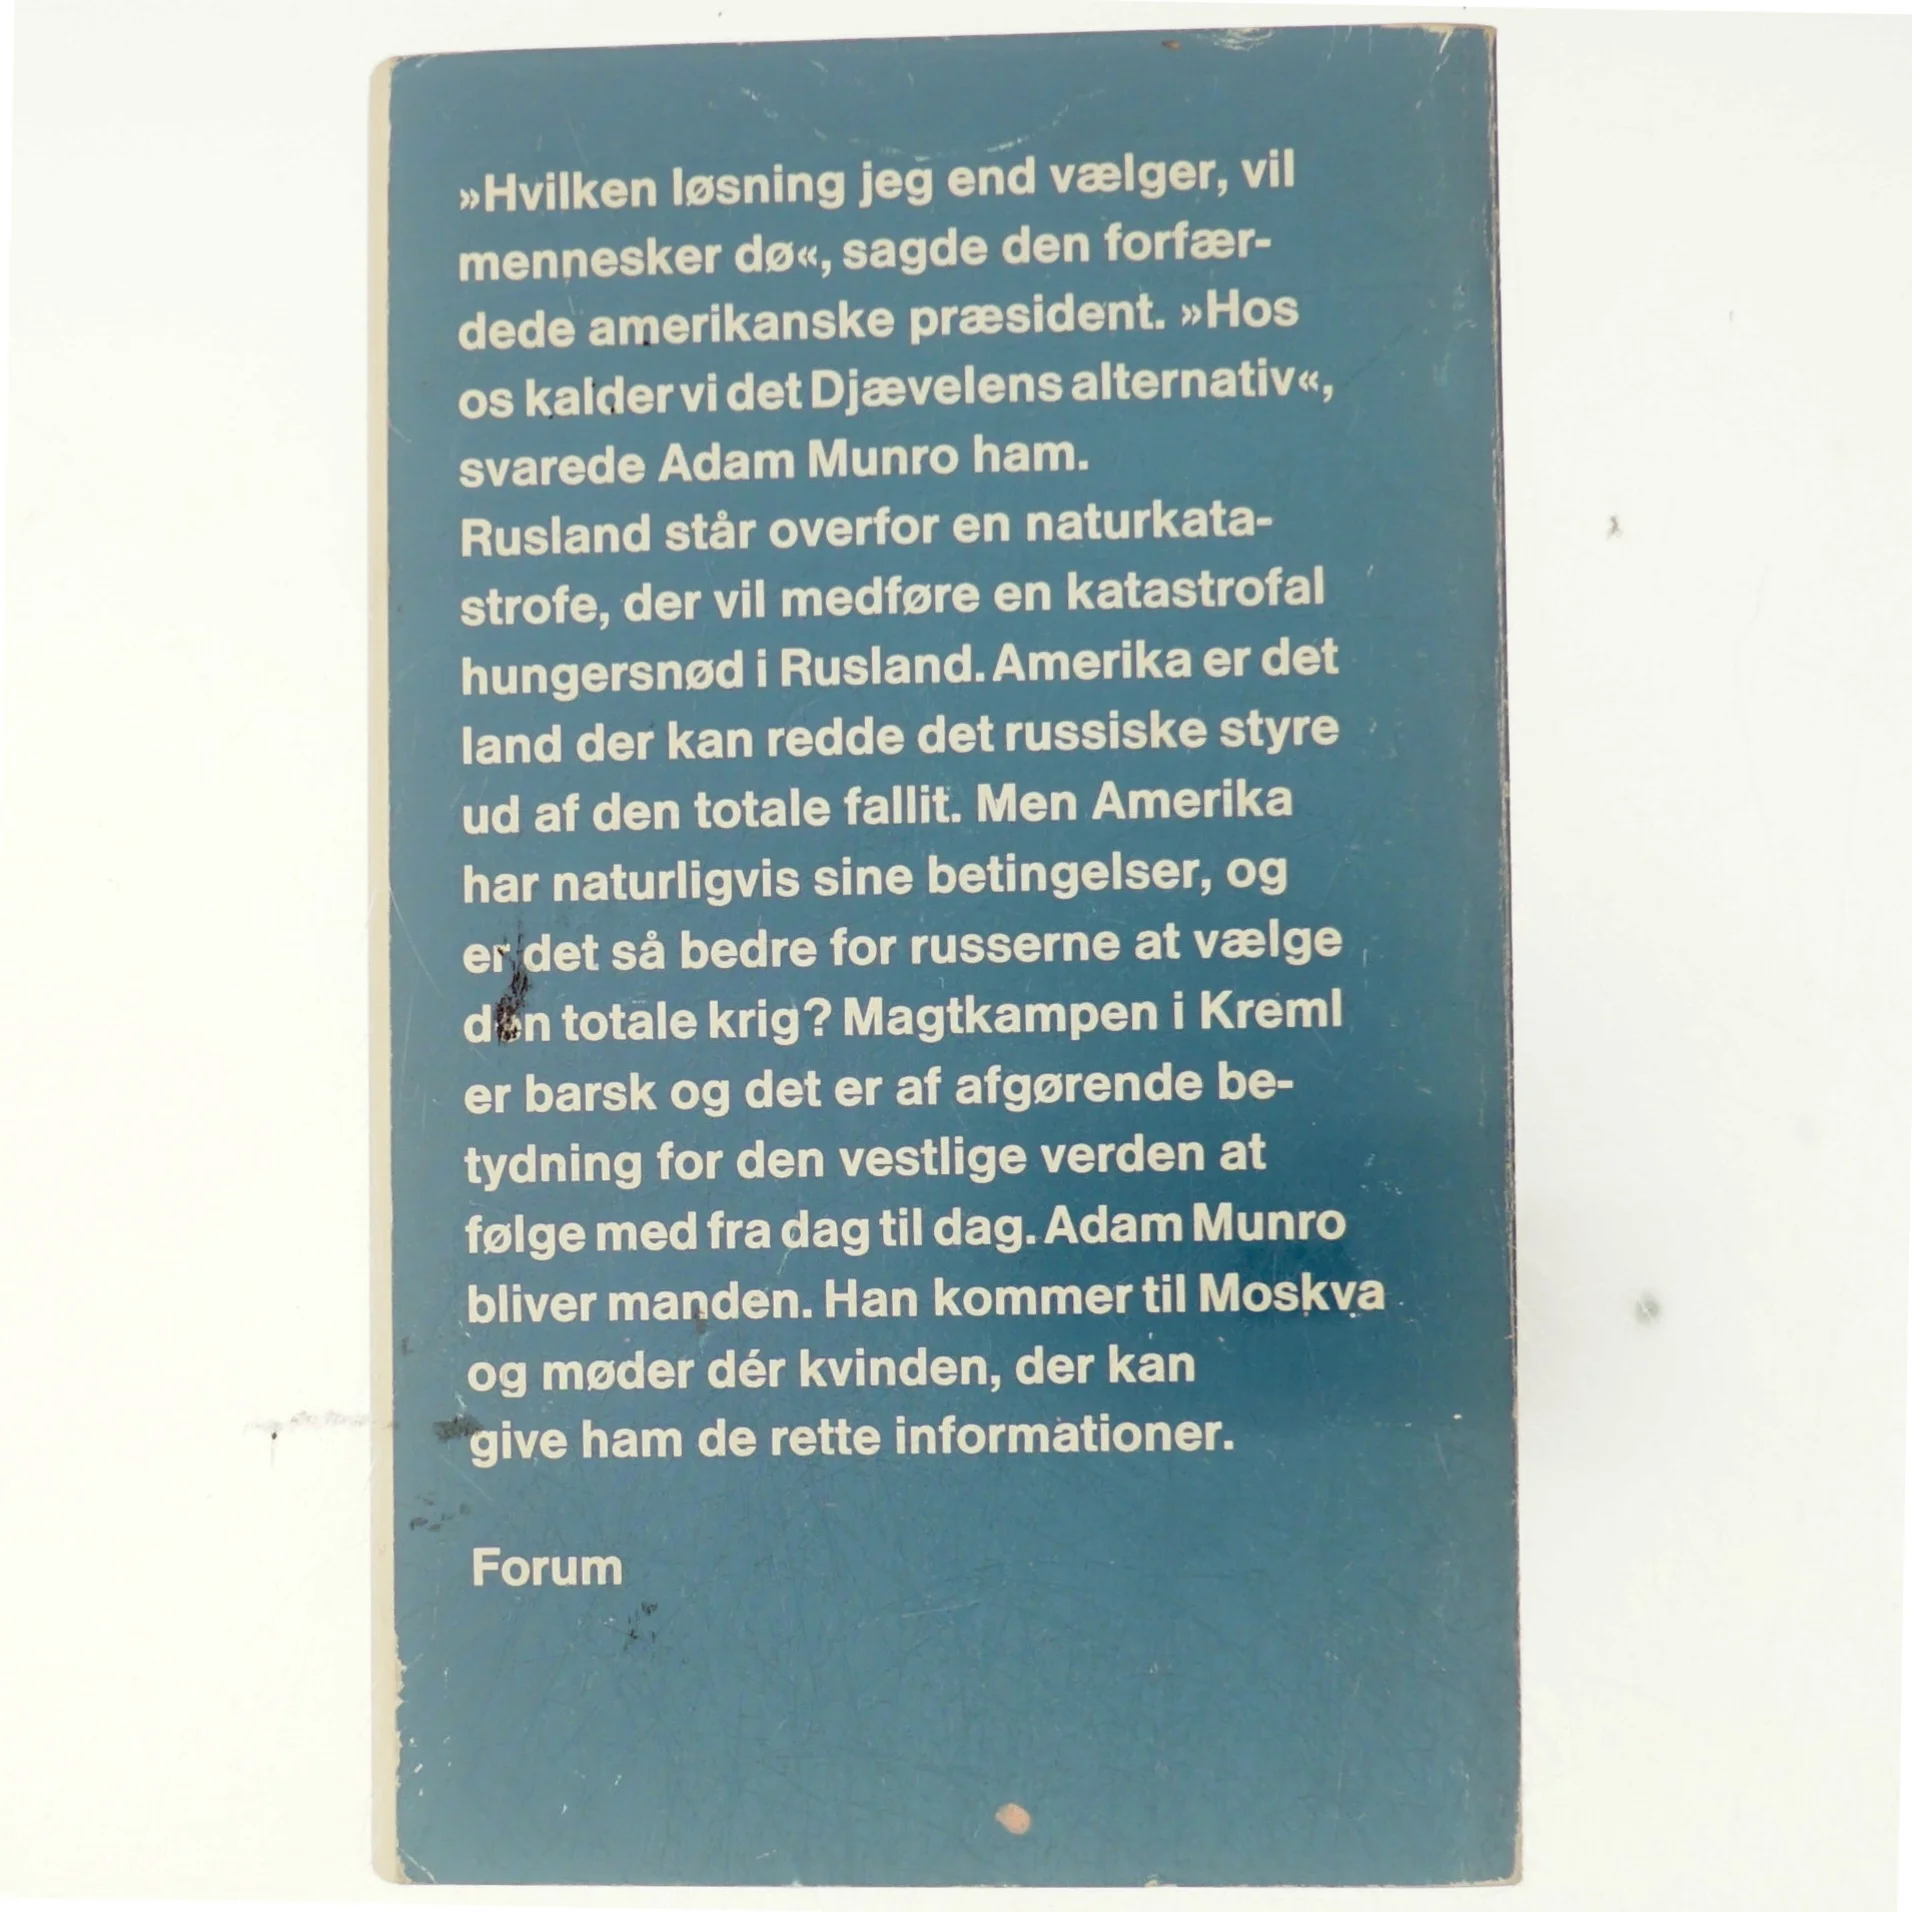 »Hvilken løsning jeg end vælger, vil
mennesker dø«, sagde den forfær-
dede amerikanske præsident. »Hos
os kalder vi det Djævelens alternativ«,
svarede Adam Munro ham.
Rusland står overfor en naturkata-
strofe, der vil medføre en katastrofal
hungersnød i Rusland. Amerika er det
land der kan redde det russiske styre
ud af den totale fallit. Men Amerika
har naturligvis sine betingelser, og
er det så bedre for russerne at vælge
den totale krig? Magtkampen i Kreml
er barsk og det er af afgørende be-
tydning for den vestlige verden at
følge med fra dag til dag. Adam Munro
bliver manden. Han kommer til Moskva
og møder dér kvinden, der kan
give ham de rette informationer.
Forum